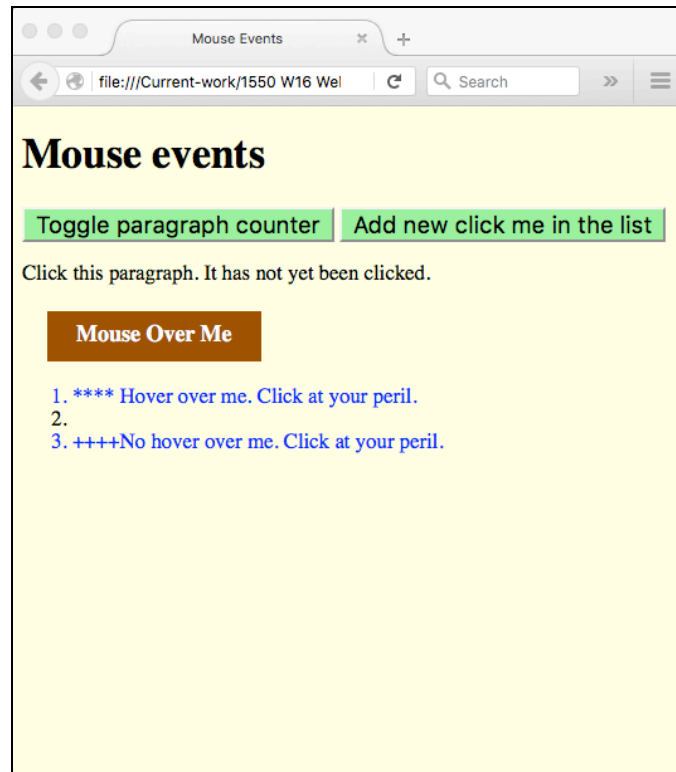 Mouse Events
file:///Current-work/1550 W16 Wel
Search
Mouse events
Toggle paragraph counter Add new click me in the list
Click this paragraph. It has not yet been clicked.
Mouse Over Me
1. **** Hover over me. Click at your peril.
2.
3. ++++No hover over me. Click at your peril.